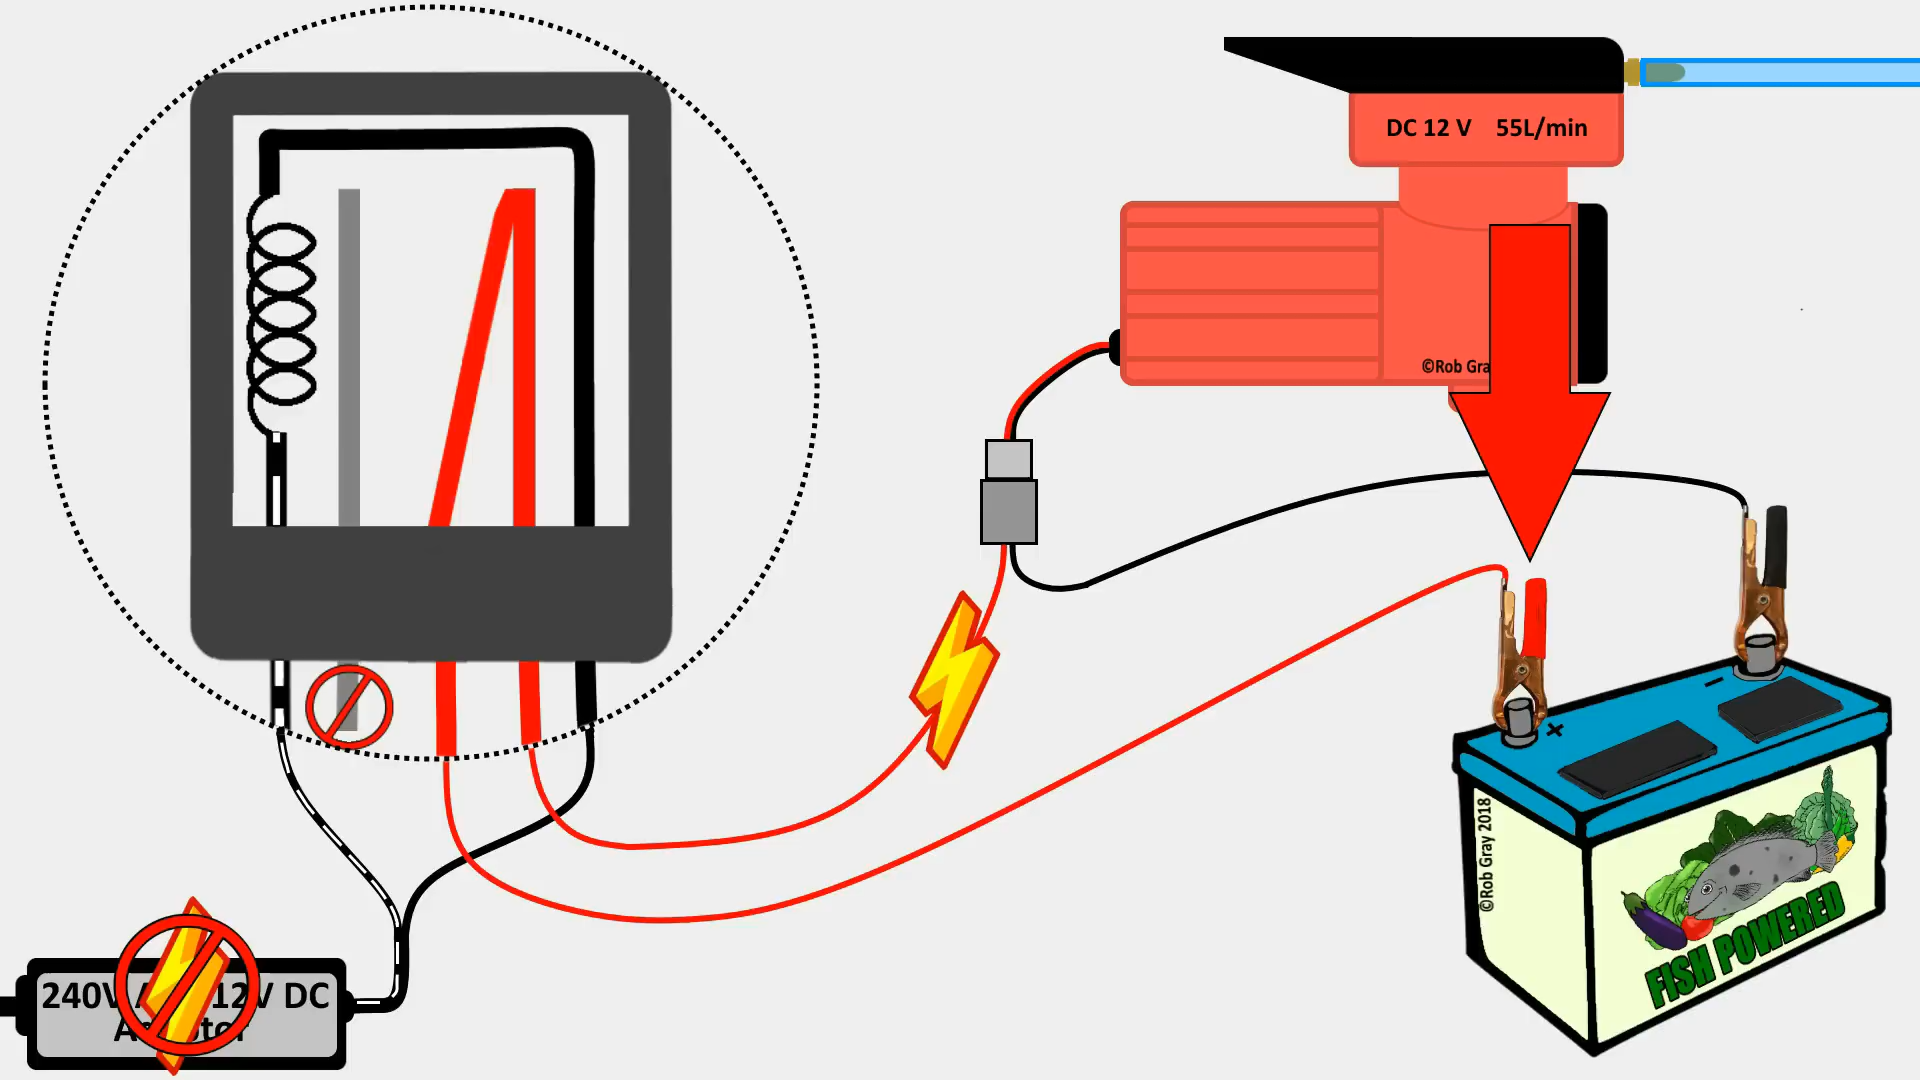 DC 12 V 55L/min
©Rob Gra
- +
©Rob Gray 2018
FISH POWERED
240V 12V DC